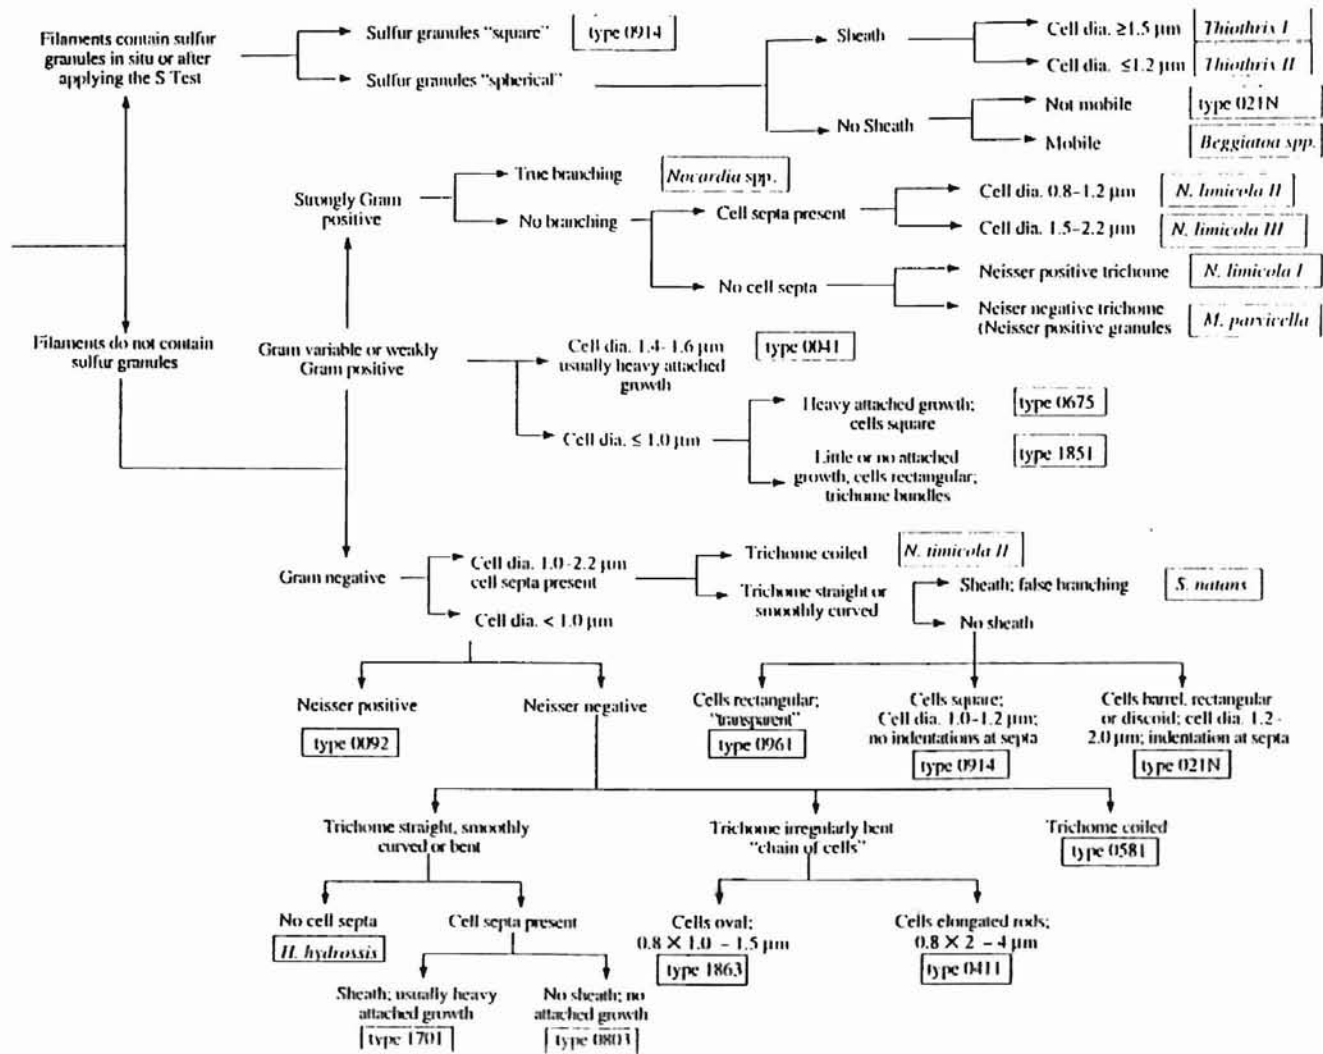 Filaments contain sulfur
granules in situ or after
applying the S Test
Sulfur granules "square"
type 0914
Sulfur granules "spherical"
Sheath
Cell dia. ≥1.5 µm
Thiothrix I
Cell dia. ≤1.2 µm
Thiothrix II
No Sheath
Not mobile
type 021N
Mobile
Beggiatoa spp.
Strongly Gram
positive
True branching
Nocardia spp.
No branching
Cell septa present
Cell dia. 0.8-1.2 µm
N. limicola II
Cell dia. 1.5-2.2 µm
N. limicola III
No cell septa
Neisser positive trichome
N. limicola I
Neiser negative trichome
(Neisser positive granules
M. parvicella
Filaments do not contain
sulfur granules
Gram variable or weakly
Gram positive
Cell dia. 1.4-1.6 µm
usually heavy attached
growth
type 0041
Cell dia. ≤ 1.0 µm
Heavy attached growth;
cells square
type 0675
Little or no attached
growth, cells rectangular;
trichome bundles
type 1851
Gram negative
Cell dia. 1.0-2.2 µm
cell septa present
Trichome coiled
N. timicola II
Trichome straight or
smoothly curved
Sheath; false branching
S. natans
No sheath
Cell dia. < 1.0 µm
Neisser positive
type 0092
Neisser negative
Cells rectangular;
"transparent"
type 0961
Cells square;
Cell dia. 1.0-1.2 µm;
no indentations at septa
type 0914
Cells barrel, rectangular
or discoid; cell dia. 1.2-
2.0 µm; indentation at septa
type 021N
Trichome straight, smoothly
curved or bent
Trichome irregularly bent
"chain of cells"
Trichome coiled
type 0581
No cell septa
H. hydrossis
Cell septa present
Cells oval;
0.8 × 1.0 - 1.5 µm
type 1863
Cells elongated rods;
0.8 × 2 - 4 µm
type 0411
Sheath; usually heavy
attached growth
type 1701
No sheath; no
attached growth
type 0803